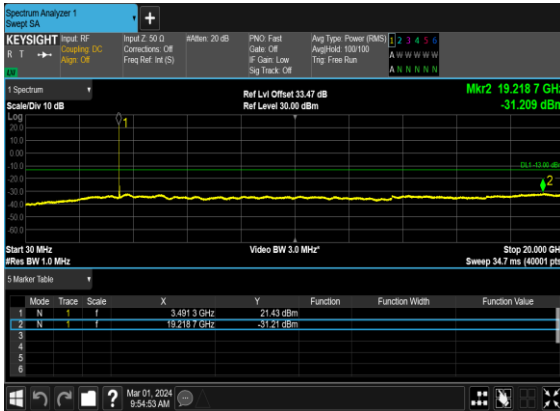 Spectrum Analyzer 1
Swept SA
+
KEYSIGHT
R T
LXI
Input: RF
Coupling: DC
Align: Off
Input Z: 50 Ω
Corrections: Off
Freq Ref: Int (S)
#Atten: 20 dB
PNO: Fast
Gate: Off
IF Gain: Low
Sig Track: Off
Avg Type: Power (RMS)
Avg|Hold: 100/100
Trig: Free Run
1 2 3 4 5 6
A W W W W W
A N N N N N
1 Spectrum
Scale/Div 10 dB
Ref Lvl Offset 33.47 dB
Ref Level 30.00 dBm
Mkr2 19.218 7 GHz
-31.209 dBm
Log
20.0
10.0
0.00
-10.0
-20.0
-30.0
-40.0
-50.0
-60.0
1
DL1 -13.00 dBm
2
Start 30 MHz
#Res BW 1.0 MHz
Video BW 3.0 MHz*
Stop 20.000 GH
Sweep 34.7 ms (40001 pts
5 Marker Table
Mode Trace Scale X Y Function Function Width Function Value
1 N 1 f 3.491 3 GHz 21.43 dBm
2 N 1 f 19.218 7 GHz -31.21 dBm
3
4
5
6
?
Mar 01, 2024
9:54:53 AM